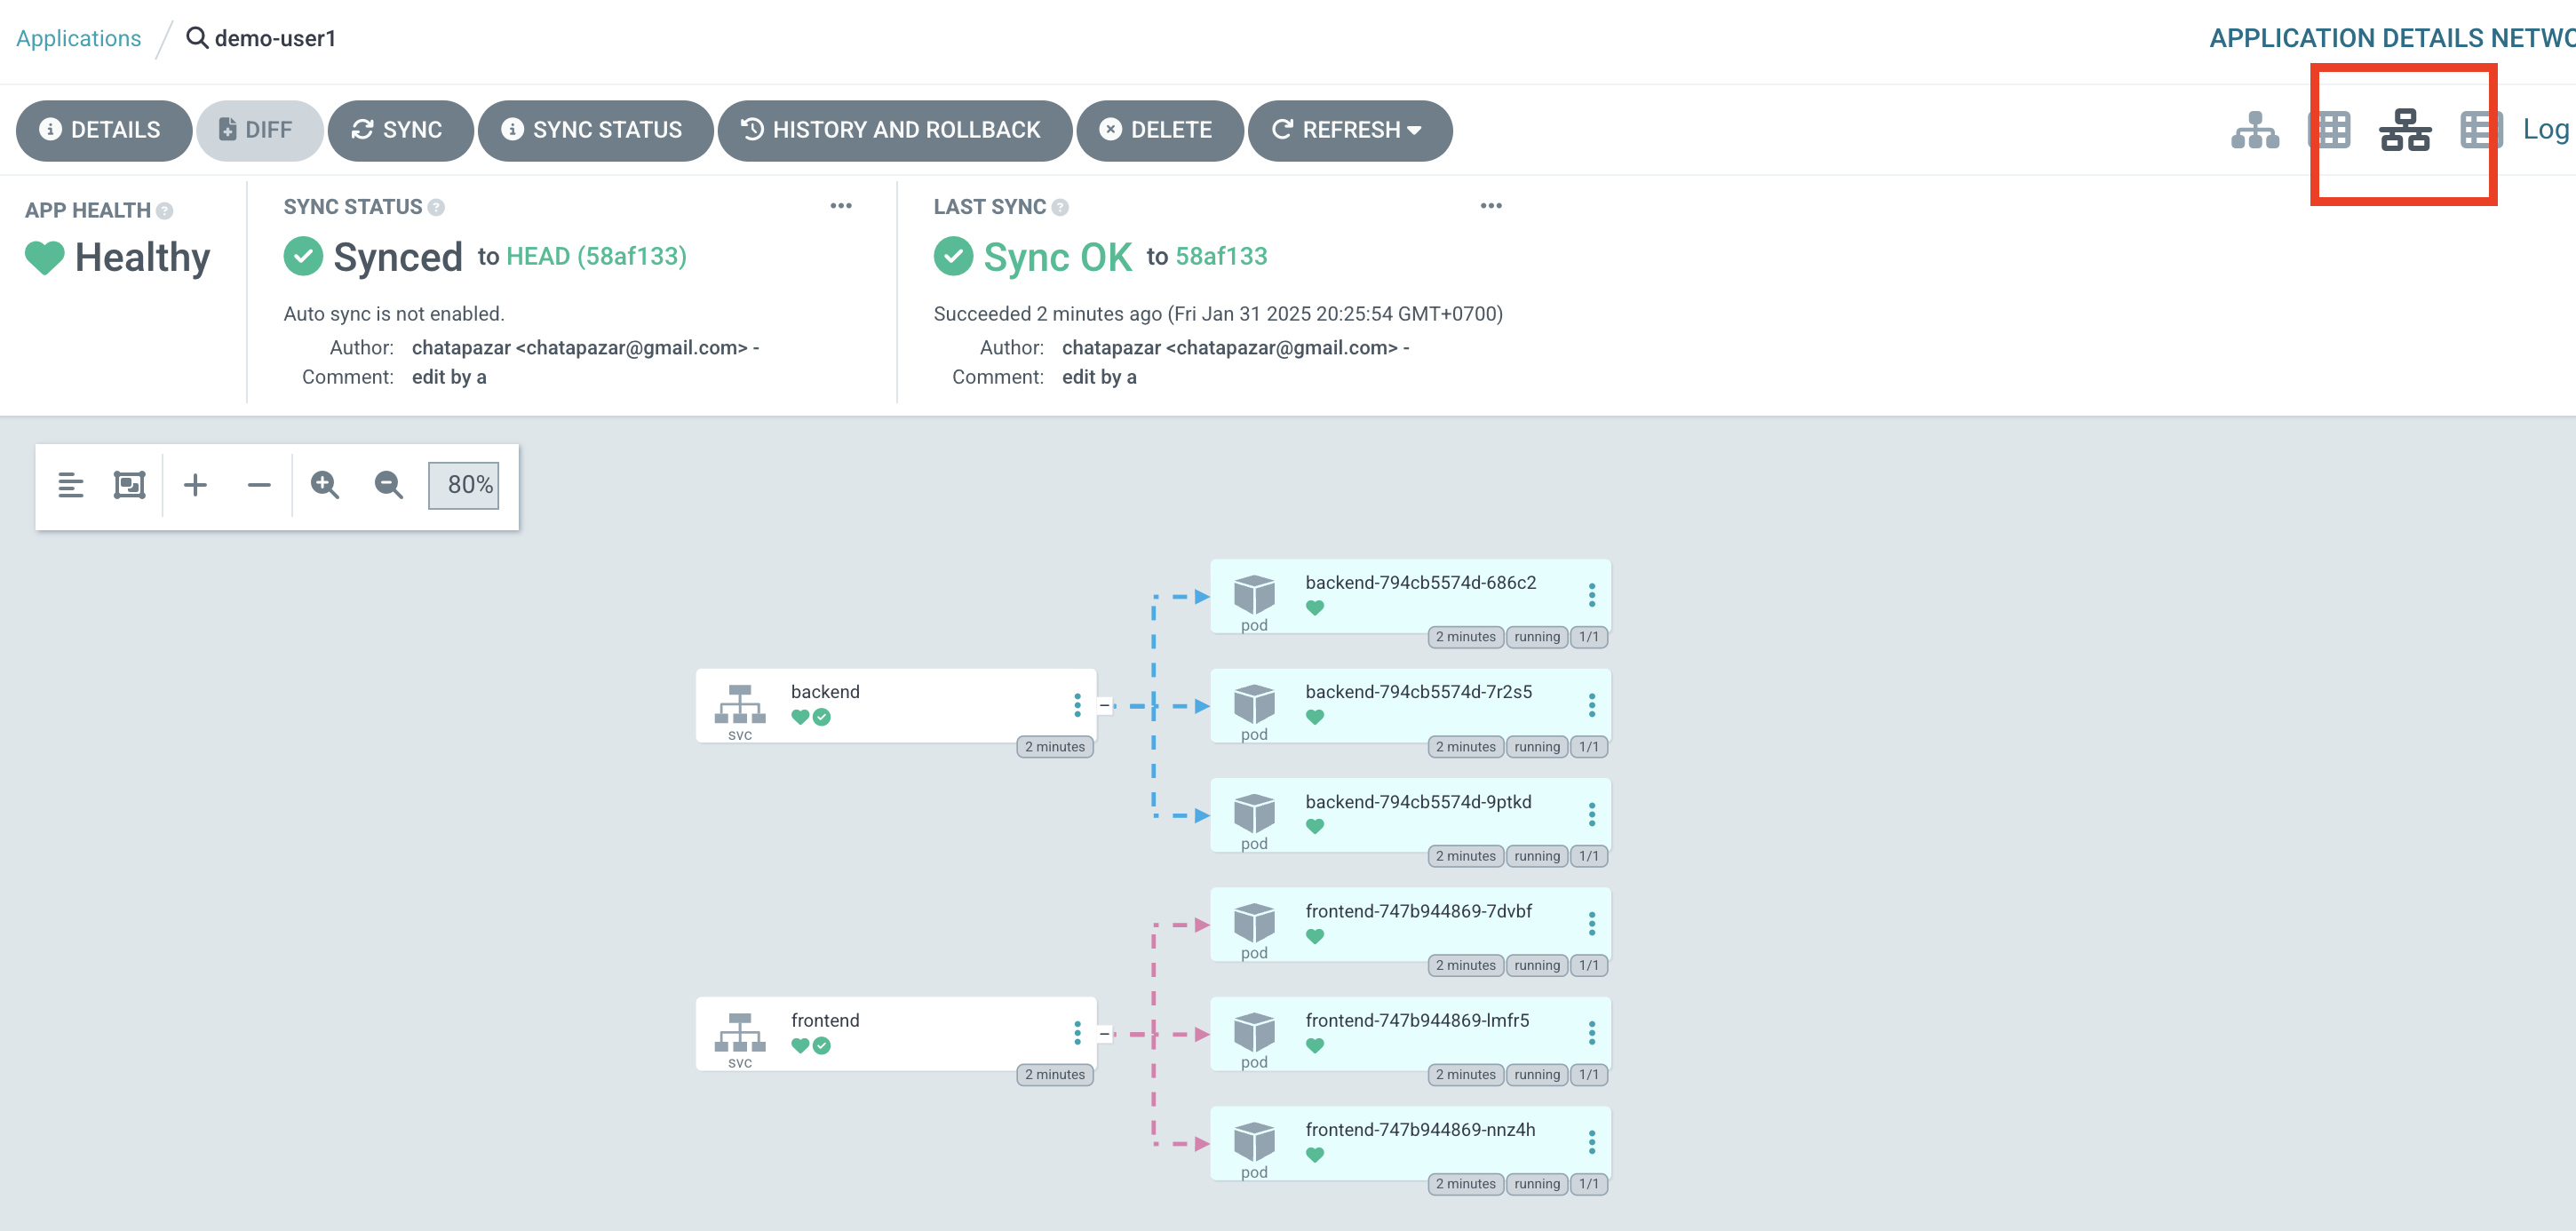 Applications / demo-user1
APPLICATION DETAILS NETWO
DETAILS DIFF SYNC SYNC STATUS HISTORY AND ROLLBACK DELETE REFRESH
Log
APP HEALTH
Healthy
SYNC STATUS
Synced to HEAD (58af133)
Auto sync is not enabled.
Author: chatapazar <chatapazar@gmail.com> -
Comment: edit by a
LAST SYNC
Sync OK to 58af133
Succeeded 2 minutes ago (Fri Jan 31 2025 20:25:54 GMT+0700)
Author: chatapazar <chatapazar@gmail.com> -
Comment: edit by a
80%
backend
svc
2 minutes
backend-794cb5574d-686c2
pod
2 minutes running 1/1
backend-794cb5574d-7r2s5
pod
2 minutes running 1/1
backend-794cb5574d-9ptkd
pod
2 minutes running 1/1
frontend
svc
2 minutes
frontend-747b944869-7dvbf
pod
2 minutes running 1/1
frontend-747b944869-lmfr5
pod
2 minutes running 1/1
frontend-747b944869-nnz4h
pod
2 minutes running 1/1